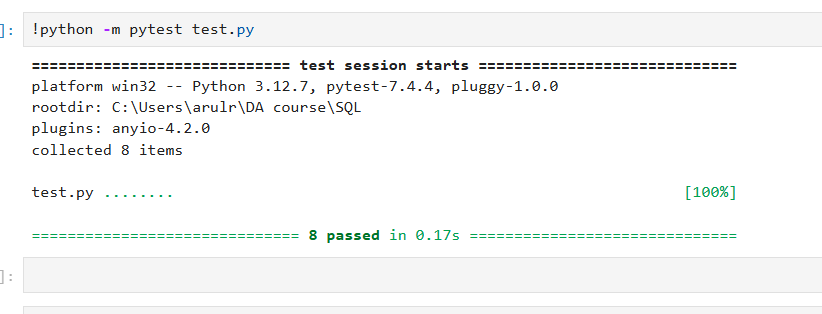 ]: !python -m pytest test.py
============================= test session starts =============================
platform win32 -- Python 3.12.7, pytest-7.4.4, pluggy-1.0.0
rootdir: C:\Users\arulr\DA course\SQL
plugins: anyio-4.2.0
collected 8 items
test.py ........ [100%]
============================== 8 passed in 0.17s ==============================
]: